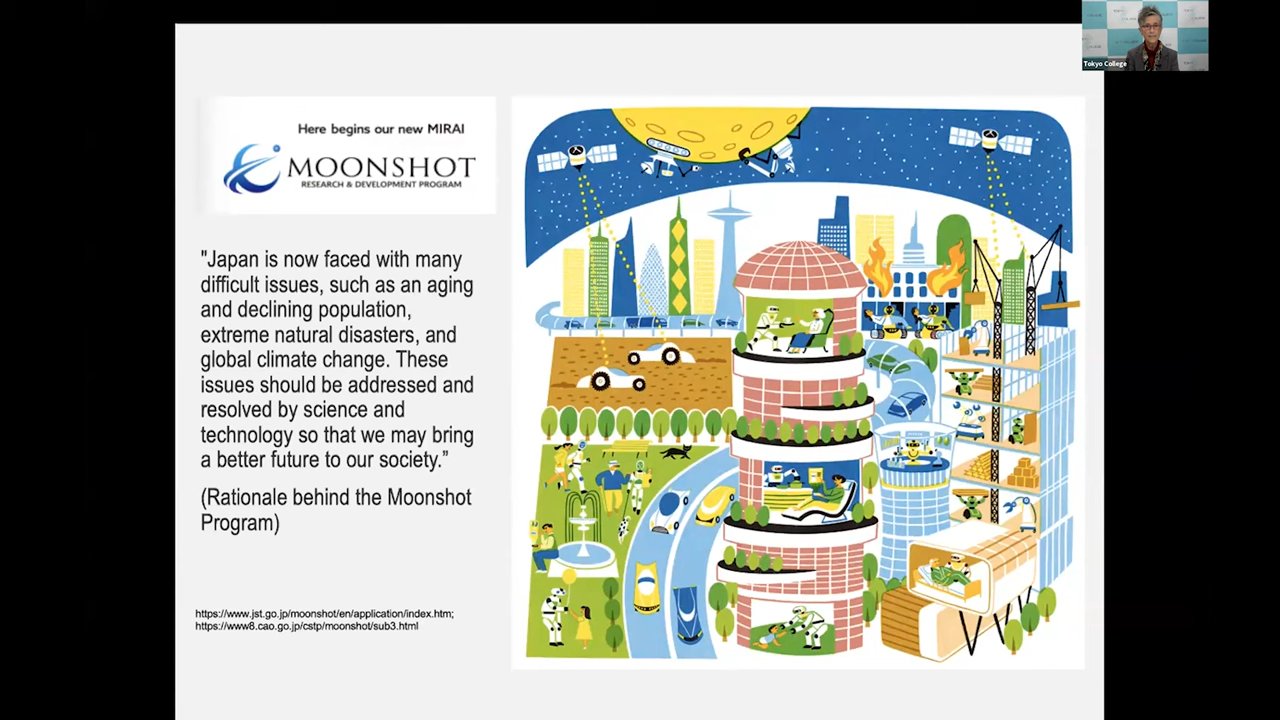 Here begins our new MIRAI
MOONSHOT
RESEARCH & DEVELOPMENT PROGRAM
"Japan is now faced with many
difficult issues, such as an aging
and declining population,
extreme natural disasters, and
global climate change. These
issues should be addressed and
resolved by science and
technology so that we may bring
a better future to our society.”
(Rationale behind the Moonshot
Program)
https://www.jst.go.jp/moonshot/en/application/index.htm;
https://www8.cao.go.jp/cstp/moonshot/sub3.html
Tokyo College